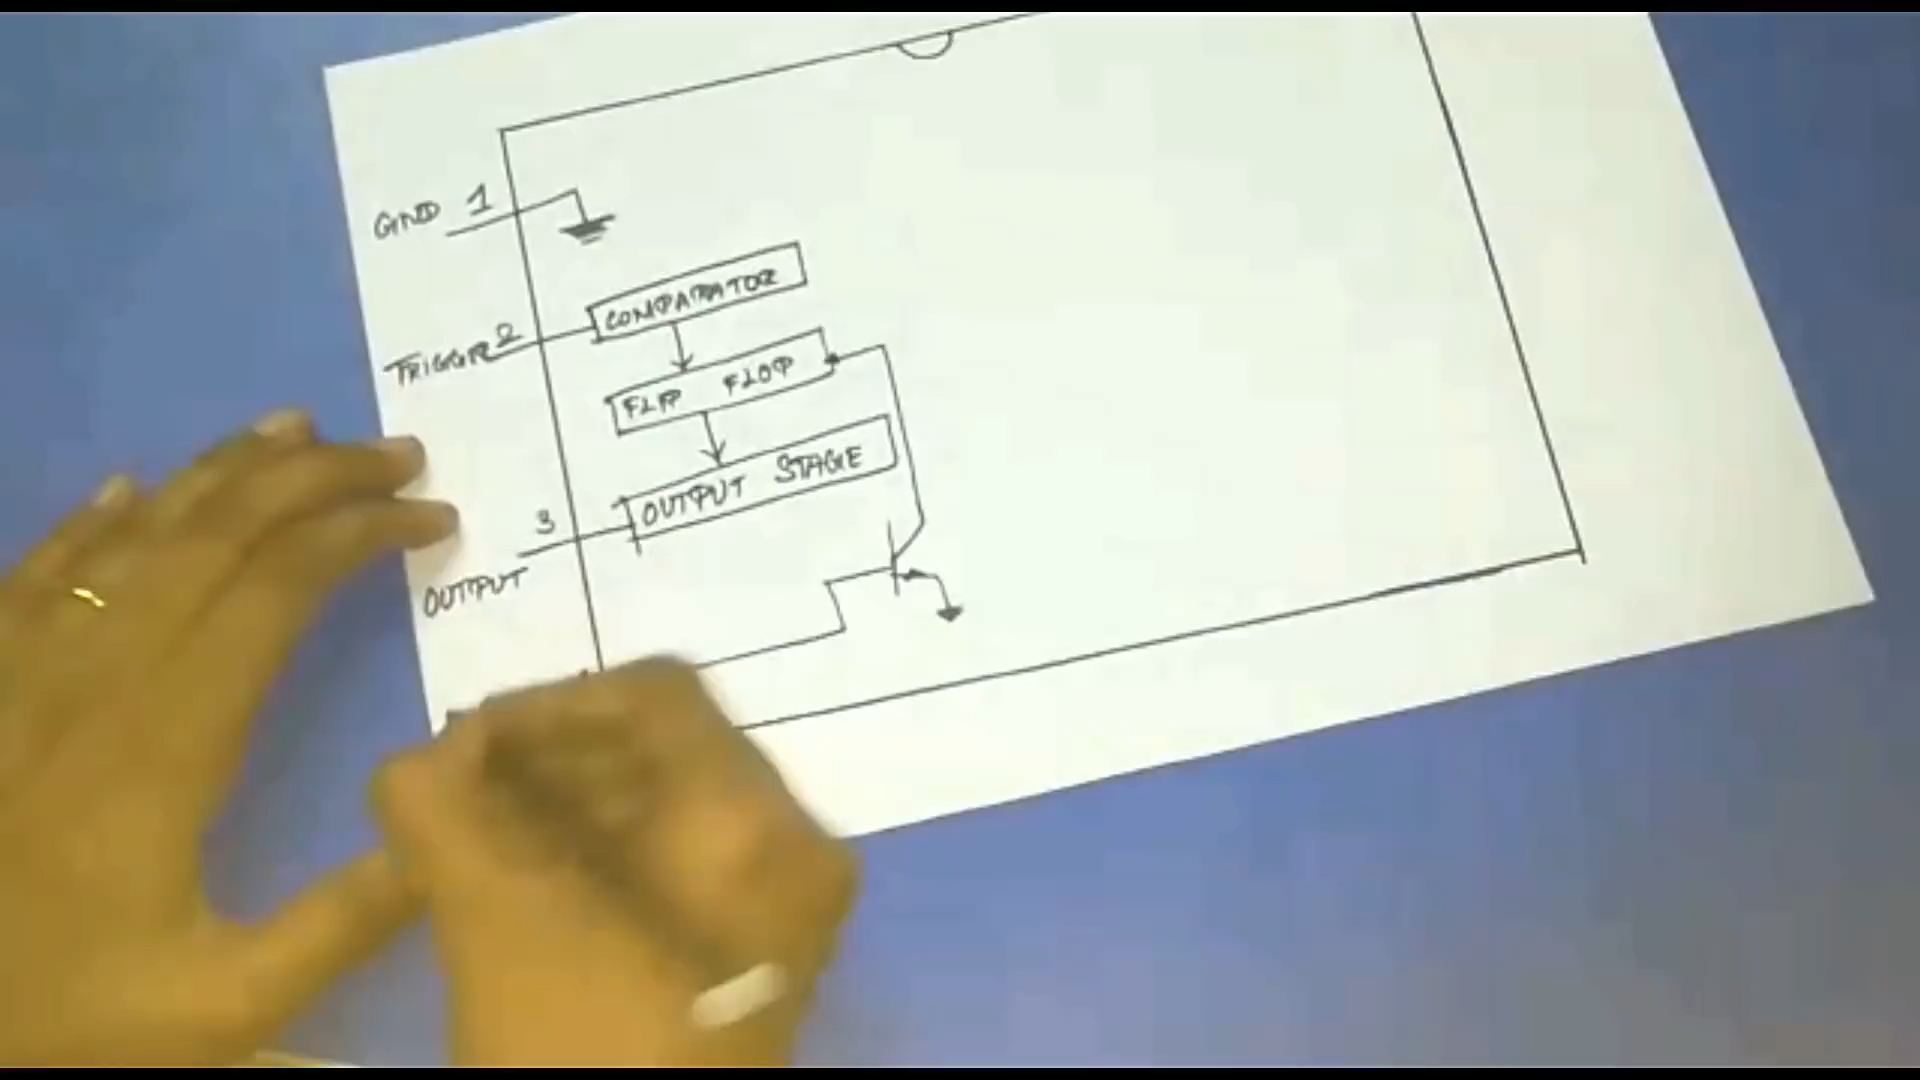 GND 1
COMPARATOR
TRIGGER 2
FLIP FLOP
OUTPUT STAGE
3
OUTPUT